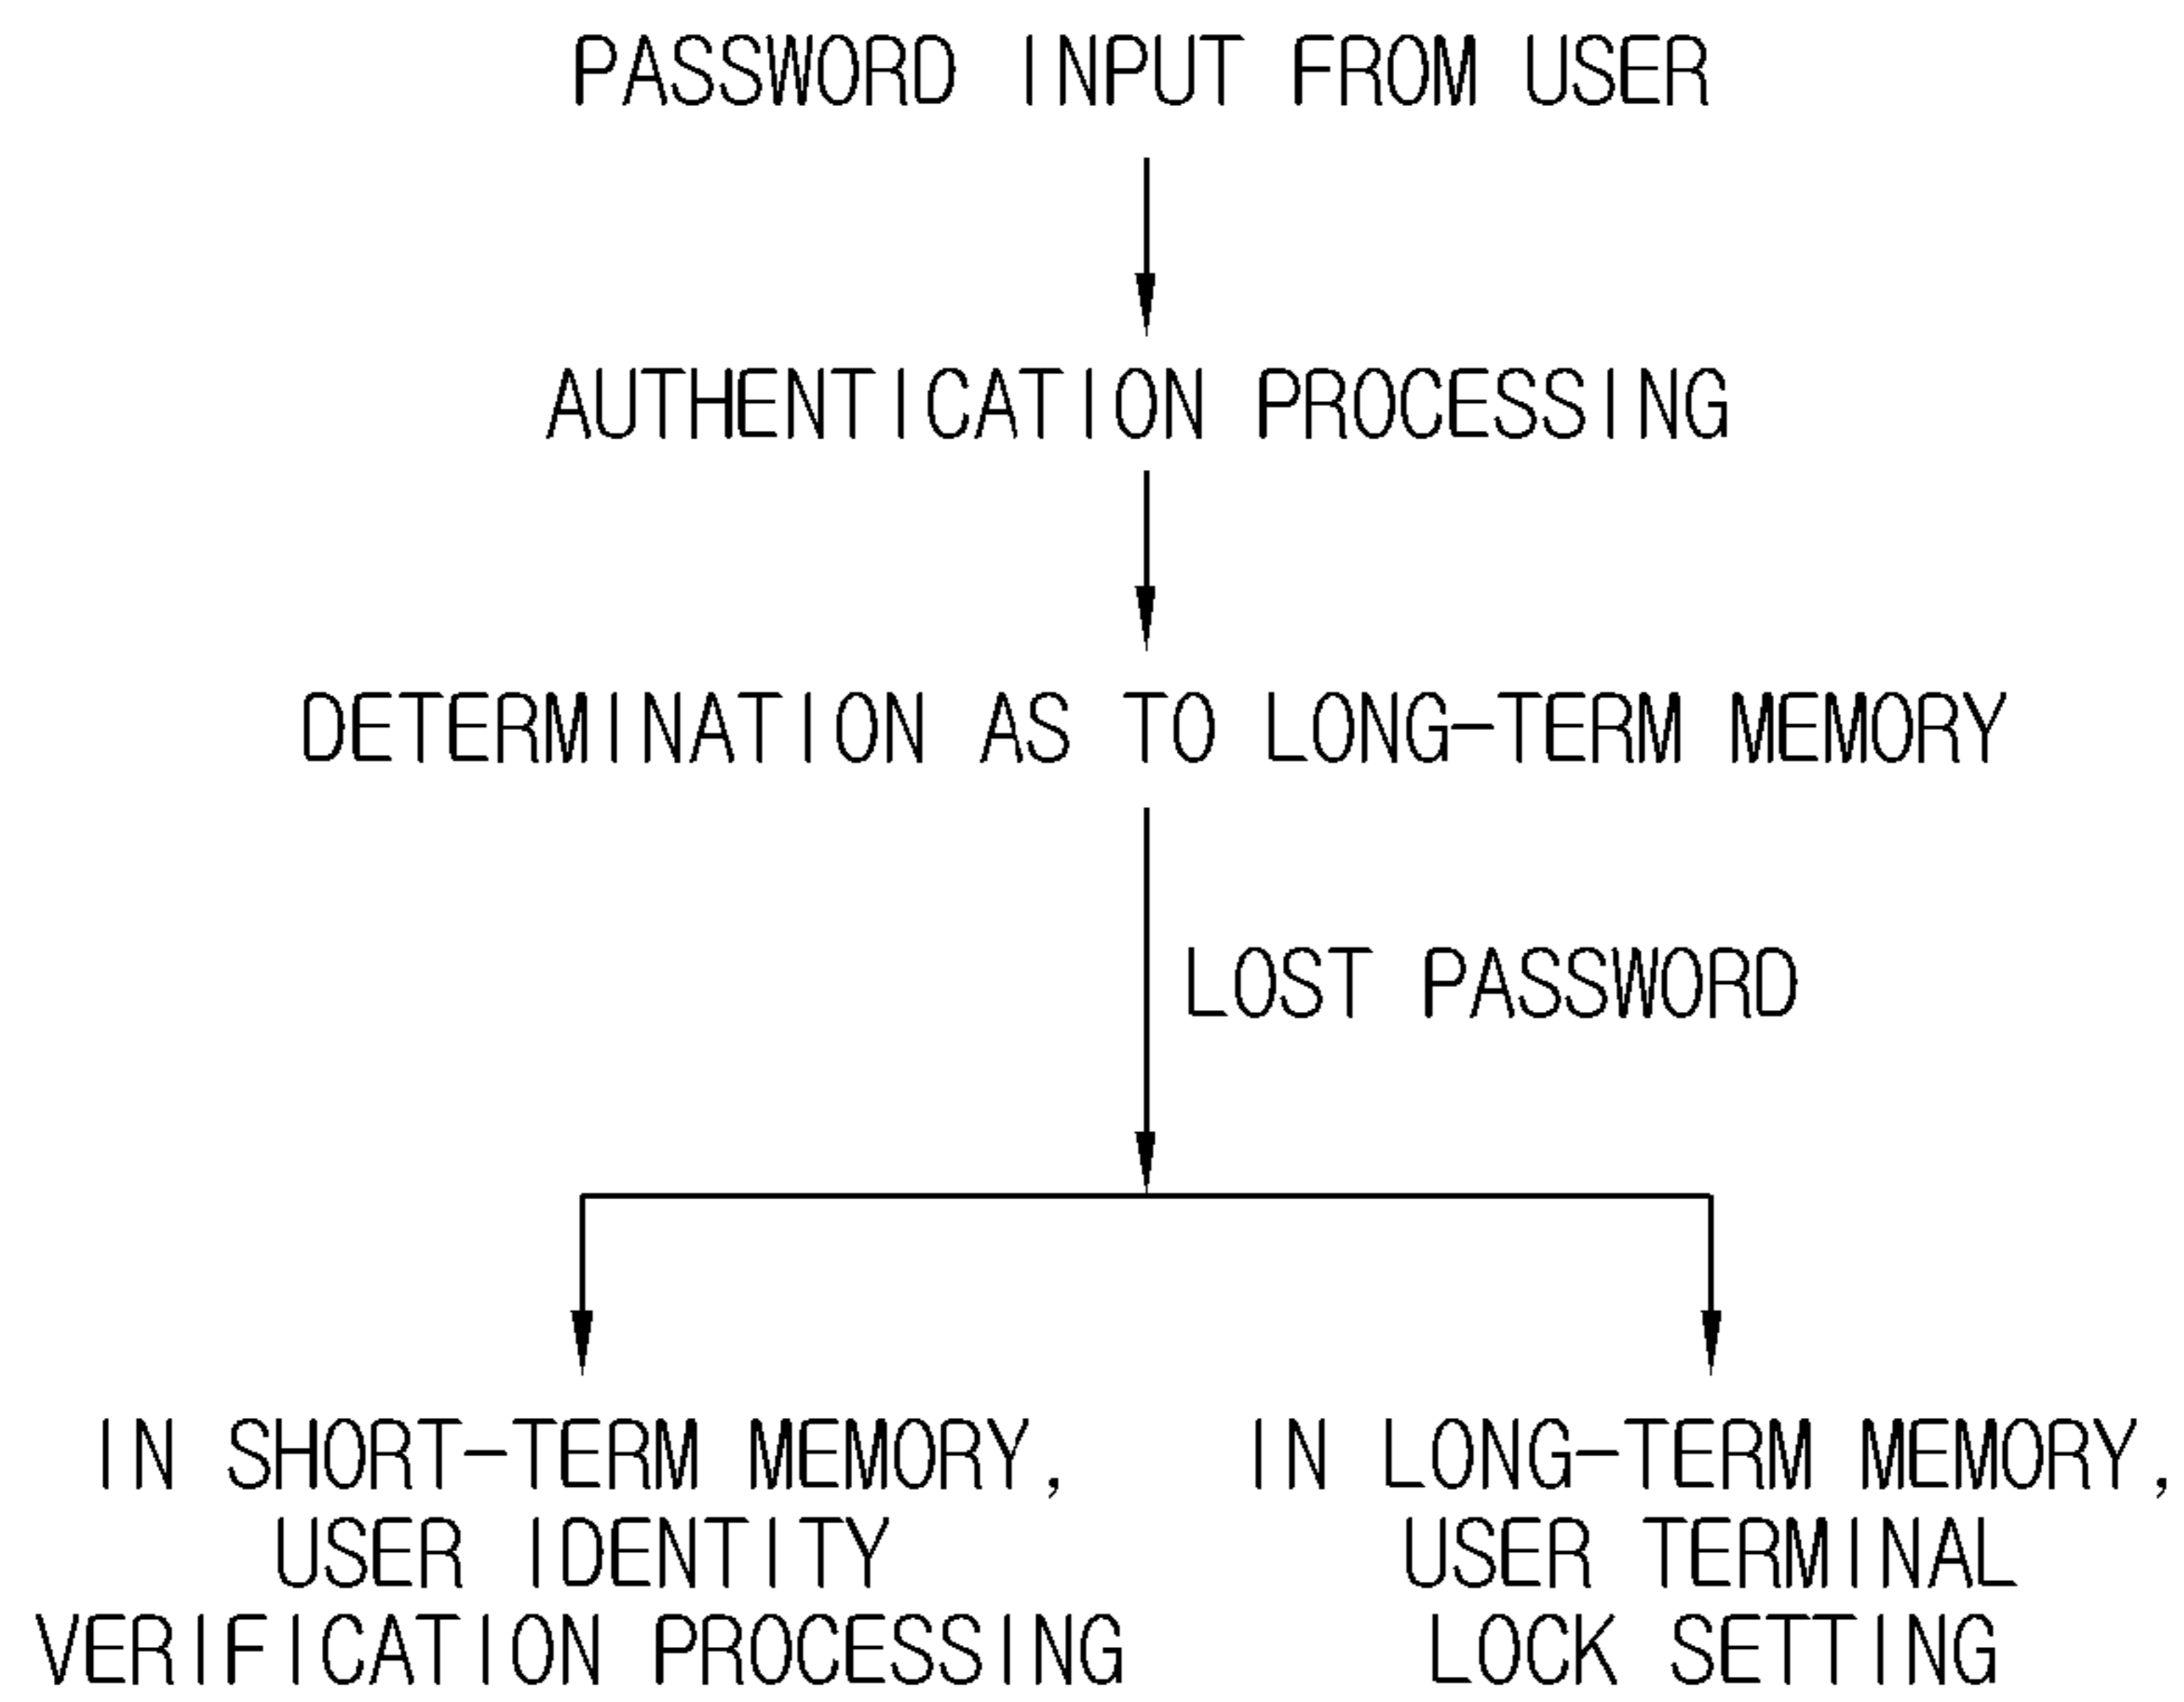 PASSWORD INPUT FROM USER
AUTHENTICATION PROCESSING
DETERMINATION AS TO LONG-TERM MEMORY
LOST PASSWORD
IN SHORT-TERM MEMORY,
USER IDENTITY
VERIFICATION PROCESSING
IN LONG-TERM MEMORY,
USER TERMINAL
LOCK SETTING